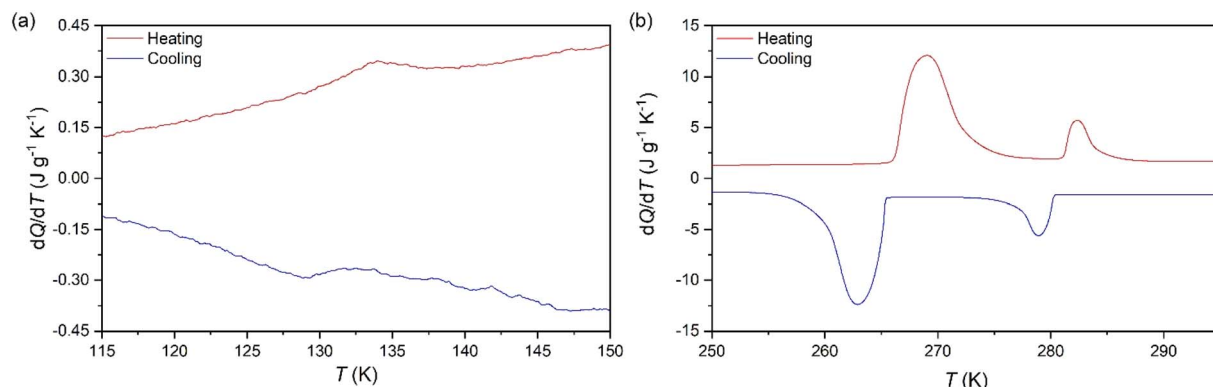 (a)
0.45
0.30
0.15
0.00
-0.15
-0.30
-0.45
dQ/dT (J g⁻¹ K⁻¹)
Heating
Cooling
115 120 125 130 135 140 145 150
T (K)
(b)
15
10
5
0
-5
-10
-15
dQ/dT (J g⁻¹ K⁻¹)
Heating
Cooling
250 260 270 280 290
T (K)